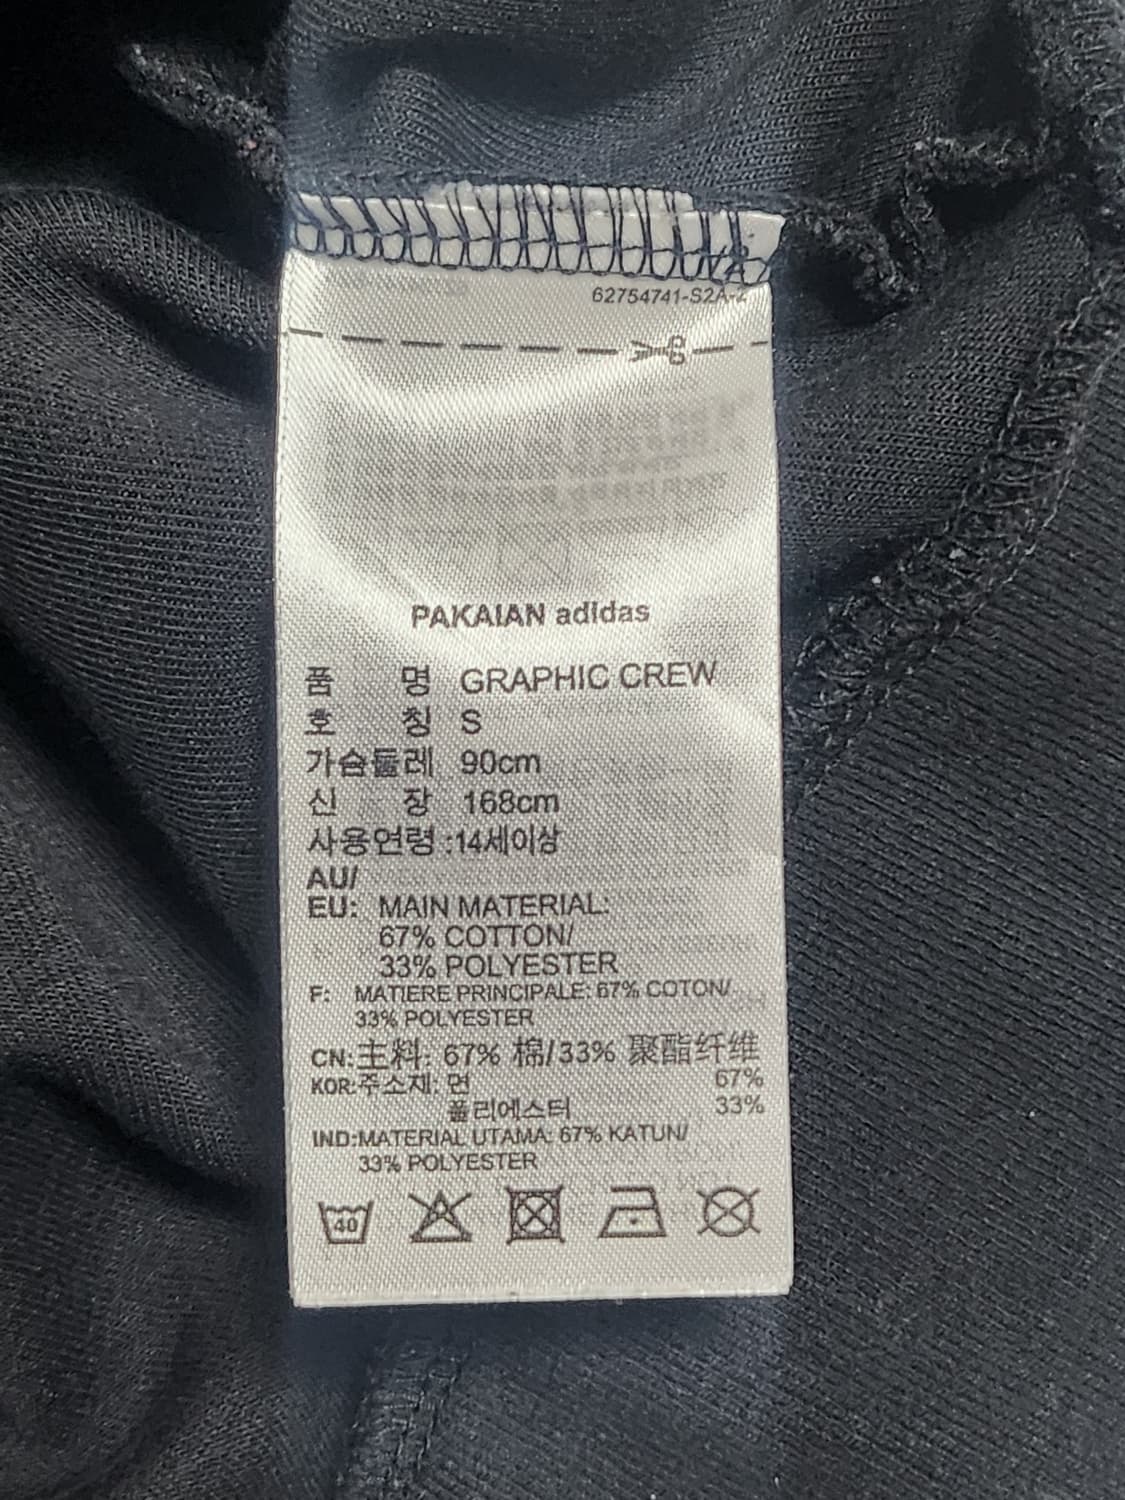 62754741-S2A-2
PAKAIAN adidas
품 명 GRAPHIC CREW
호 칭 S
가슴둘레 90cm
신 장 168cm
사용연령 :14세이상
AU/
EU: MAIN MATERIAL:
67% COTTON/
33% POLYESTER
F: MATIERE PRINCIPALE: 67% COTON/
33% POLYESTER
CN:主料: 67% 棉/33% 聚酯纤维
KOR:주소재: 면 67%
폴리에스터 33%
IND:MATERIAL UTAMA: 67% KATUN/
33% POLYESTER
40